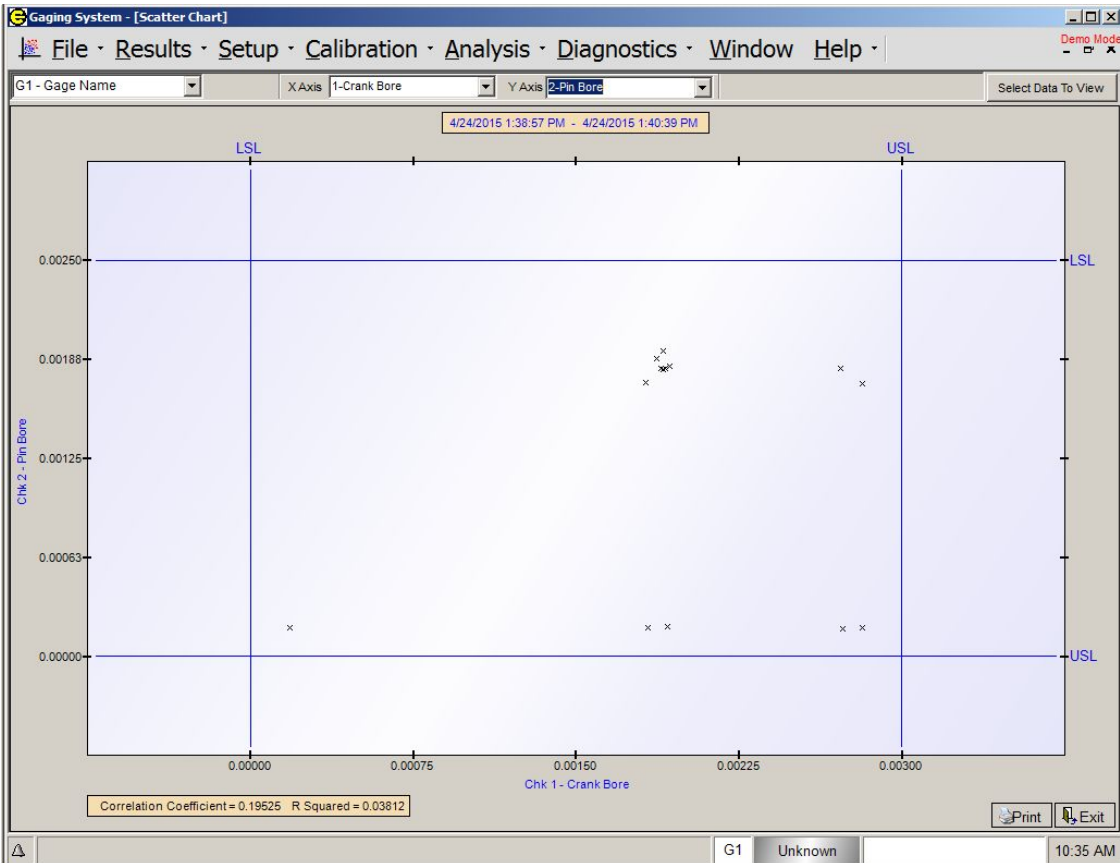 Gaging System - [Scatter Chart]
File Results Setup Calibration Analysis Diagnostics Window Help
Demo Mode
G1 - Gage Name X Axis 1-Crank Bore Y Axis 2-Pin Bore Select Data To View
4/24/2015 1:38:57 PM - 4/24/2015 1:40:39 PM
LSL USL
0.00250 LSL
0.00188
0.00125
0.00063
0.00000 USL
Chk 2 - Pin Bore
0.00000 0.00075 0.00150 0.00225 0.00300
Chk 1 - Crank Bore
Correlation Coefficient = 0.19525 R Squared = 0.03812
Print Exit
G1 Unknown 10:35 AM